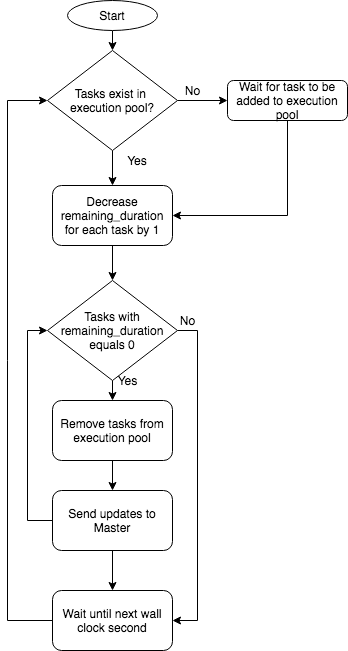 Start
Tasks exist in
execution pool?
No
Wait for task to be
added to execution
pool
Yes
Decrease
remaining_duration
for each task by 1
Tasks with
remaining_duration
equals 0
No
Yes
Remove tasks from
execution pool
Send updates to
Master
Wait until next wall
clock second